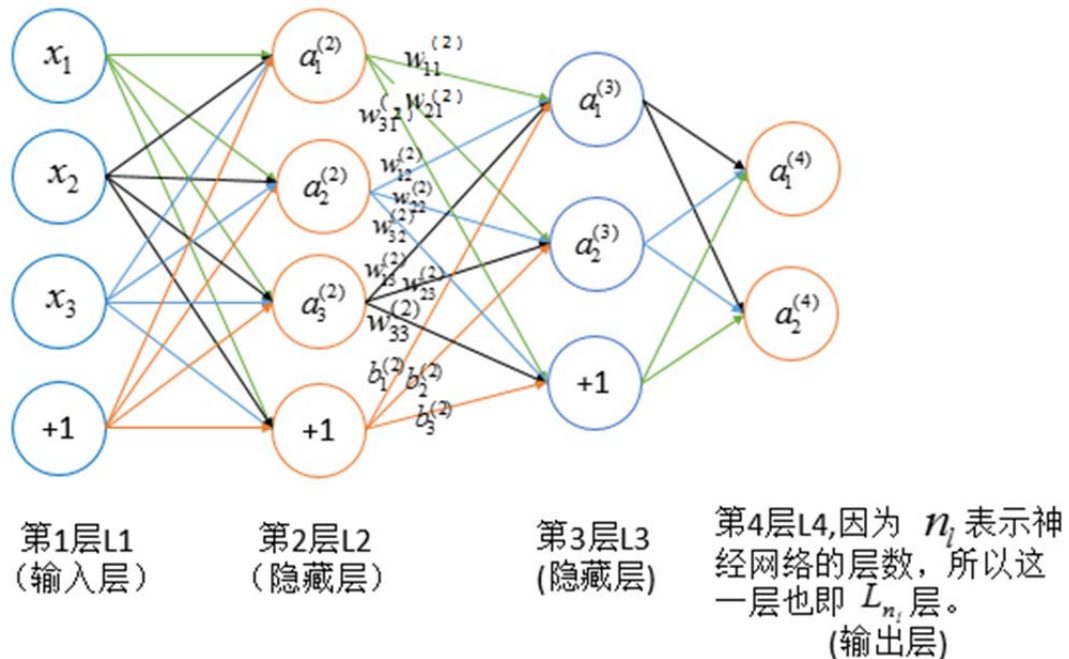 x₁
a₁⁽²⁾
w₁₁⁽²⁾
w₂₁⁽²⁾
w₃₁⁽²⁾
a₁⁽³⁾
x₂
a₂⁽²⁾
w₁₂⁽²⁾
w₂₂⁽²⁾
w₃₂⁽²⁾
a₁⁽⁴⁾
a₂⁽³⁾
x₃
a₃⁽²⁾
w₁₃⁽²⁾
w₂₃⁽²⁾
w₃₃⁽²⁾
a₂⁽⁴⁾
+1
+1
b₁⁽²⁾
b₂⁽²⁾
b₃⁽²⁾
+1
第1层L1
(输入层)
第2层L2
(隐藏层)
第3层L3
(隐藏层)
第4层L4,因为 nₗ 表示神
经网络的层数,所以这
一层也即 Lₙₗ 层。
(输出层)